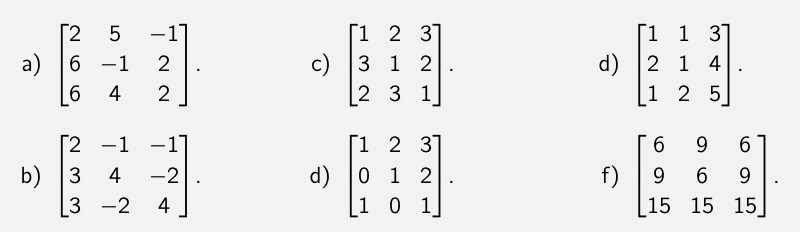 a) [2 5 −1
6 −1 2
6 4 2].
b) [2 −1 −1
3 4 −2
3 −2 4].
c) [1 2 3
3 1 2
2 3 1].
d) [1 2 3
0 1 2
1 0 1].
d) [1 1 3
2 1 4
1 2 5].
f) [6 9 6
9 6 9
15 15 15].